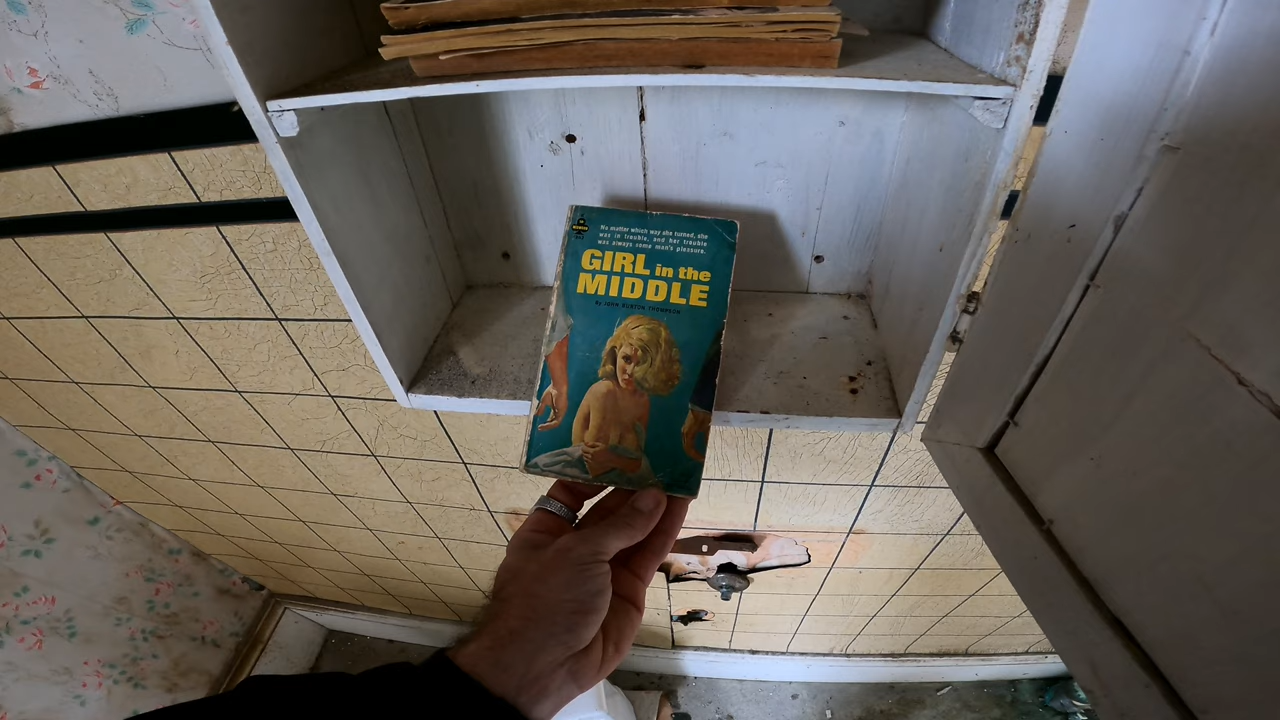 No matter which way she turned, she
was in trouble, and her trouble
was always some man's pleasure.
GIRL in the
MIDDLE
By JOHN BURTON THOMPSON